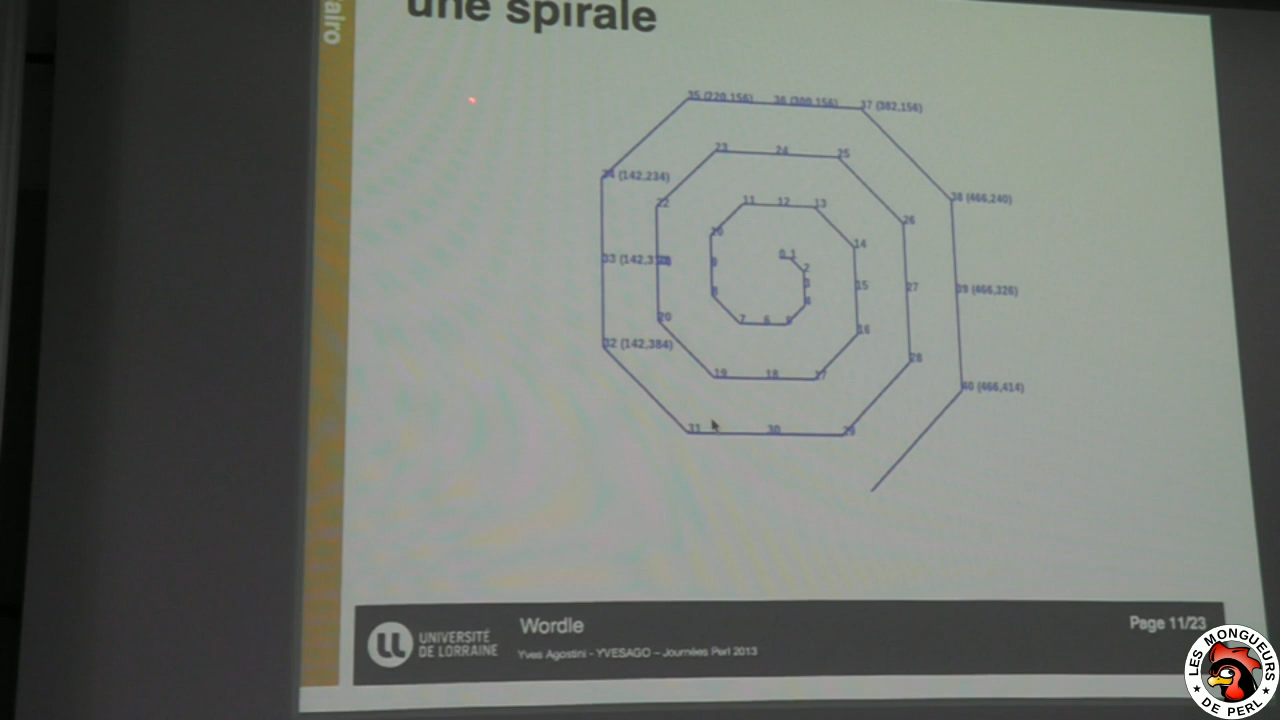 airo
une spirale
35 (220,156) 36 (300,156) 37 (382,156)
23 24 25
34 (142,234)
38 (466,240)
22 11 12 13
26
10 14
0 1
33 (142,
9 2
3 15 27 39 (466,326)
8 4
20 7 6 5 16
32 (142,384)
28
19 18 17
40 (466,414)
31 30 29
UNIVERSITÉ
DE LORRAINE
Wordle
Yves Agostini - YVESAGO – Journées Perl 2013
Page 11/23
LES MONGUEURS
DE PERL